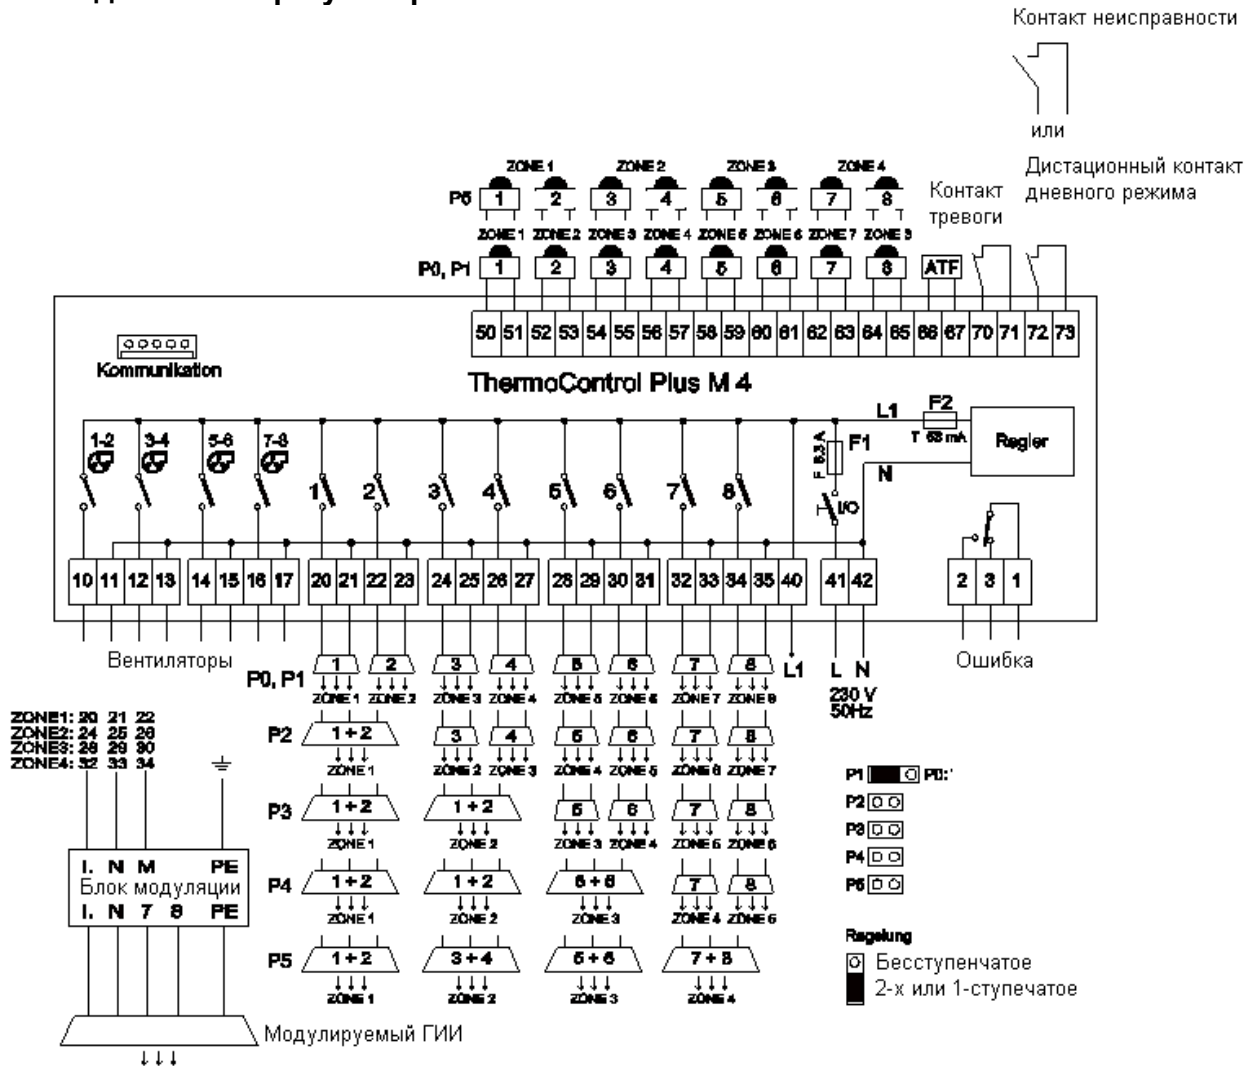 Контакт неисправности
или
Дистационный контакт
дневного режима
Контакт
тревоги
ZONE 1 ZONE 2 ZONE 3 ZONE 4
P5 1 2 3 4 5 6 7 8
ZONE 1 ZONE 2 ZONE 3 ZONE 4 ZONE 5 ZONE 6 ZONE 7 ZONE 8
P0, P1 1 2 3 4 5 6 7 8 ATF
50 51 52 53 54 55 56 57 58 59 60 61 62 63 64 65 66 67 70 71 72 73
Kommunikation
ThermoControl Plus M 4
L1 F2
T 63 mA
Regler
1-2 3-4 5-6 7-8
F 6.3 A F1
N
1 2 3 4 5 6 7 8
I/O
10 11 12 13 14 15 16 17 20 21 22 23 24 25 26 27 28 29 30 31 32 33 34 35 40 41 42 2 3 1
Вентиляторы
Ошибка
P0, P1 1 2 3 4 5 6 7 8 L1 L N
ZONE 1 ZONE 2 ZONE 3 ZONE 4 ZONE 5 ZONE 6 ZONE 7 ZONE 8
230 V
50Hz
ZONE1: 20 21 22
ZONE2: 24 25 26
ZONE3: 28 29 30
ZONE4: 32 33 34
P2 1 + 2 3 4 5 6 7 8
ZONE 1 ZONE 2 ZONE 3 ZONE 4 ZONE 5 ZONE 6 ZONE 7
P3 1 + 2 1 + 2 5 6 7 8
ZONE 1 ZONE 2 ZONE 3 ZONE 4 ZONE 5 ZONE 6
P4 1 + 2 1 + 2 7 8
ZONE 1 ZONE 2 ZONE 3 ZONE 4 ZONE 5
P5 1 + 2 3 + 4 5 + 6 7 + 8
ZONE 1 ZONE 2 ZONE 3 ZONE 4
L N M PE
Блок модуляции
L N 7 8 PE
Модулируемый ГИИ
P1 P0:'
P2
P3
P4
P5
Regelung
Бесступенчатое
2-х или 1-ступечатое